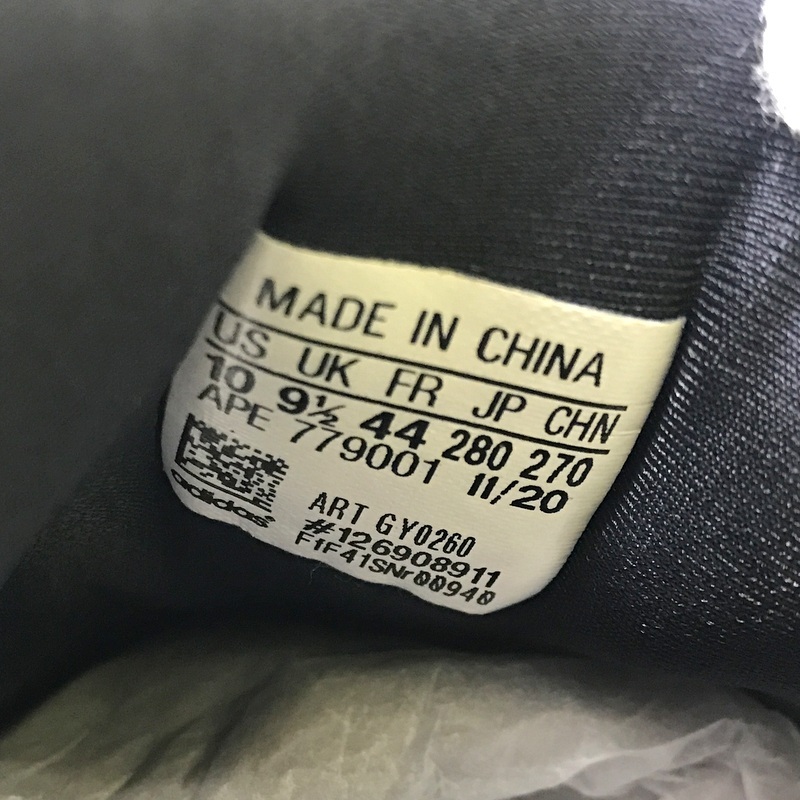 MADE IN CHINA
US UK FR JP CHN
10 9½ 44 280 270
APE 779001 11/20
adidas
ART GY0260
#126908911
F1F41SNr00940